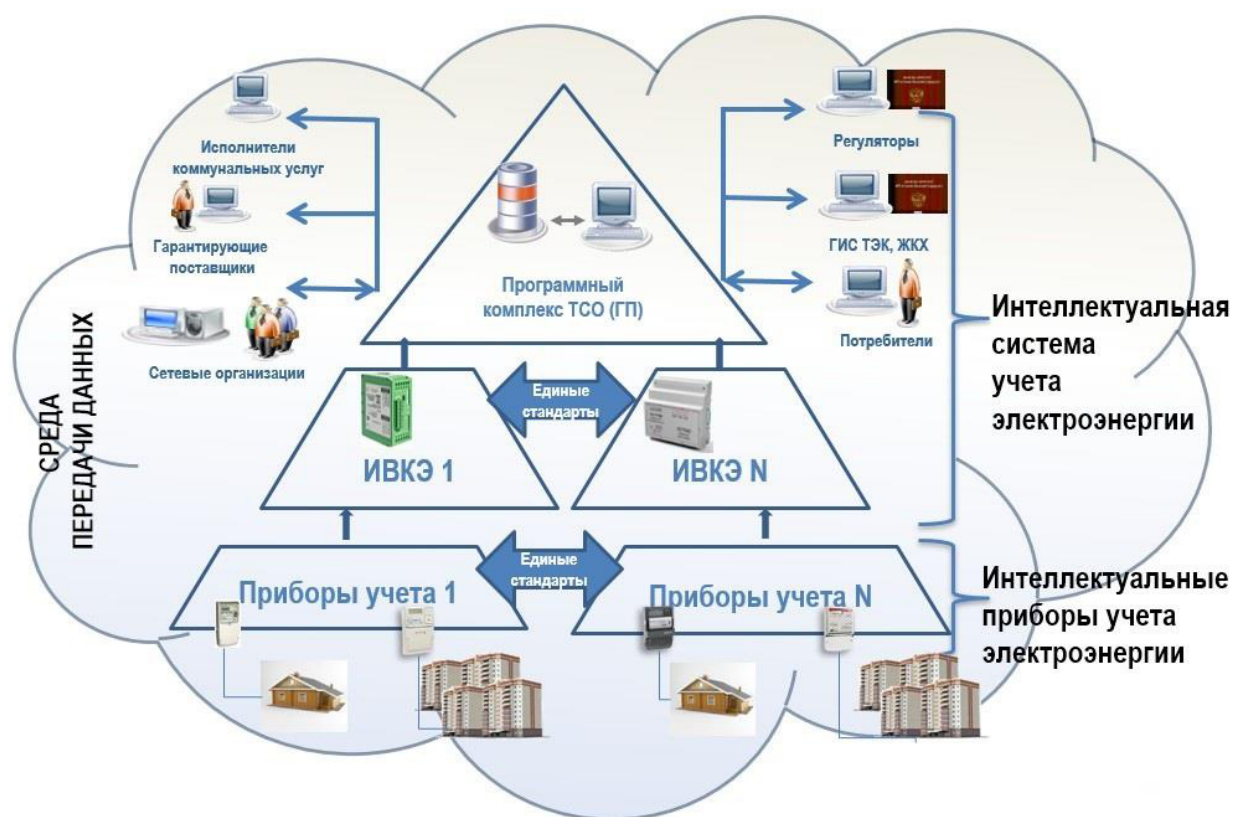 Исполнители
коммунальных услуг
Гарантирующие
поставщики
Сетевые организации
Регуляторы
ГИС ТЭК, ЖКХ
Потребители
Программный
комплекс ТСО (ГП)
Единые
стандарты
ИВКЭ 1
ИВКЭ N
Единые
стандарты
Приборы учета 1
Приборы учета N
СРЕДА
ПЕРЕДАЧИ ДАННЫХ
Интеллектуальная
система
учета
электроэнергии
Интеллектуальные
приборы учета
электроэнергии